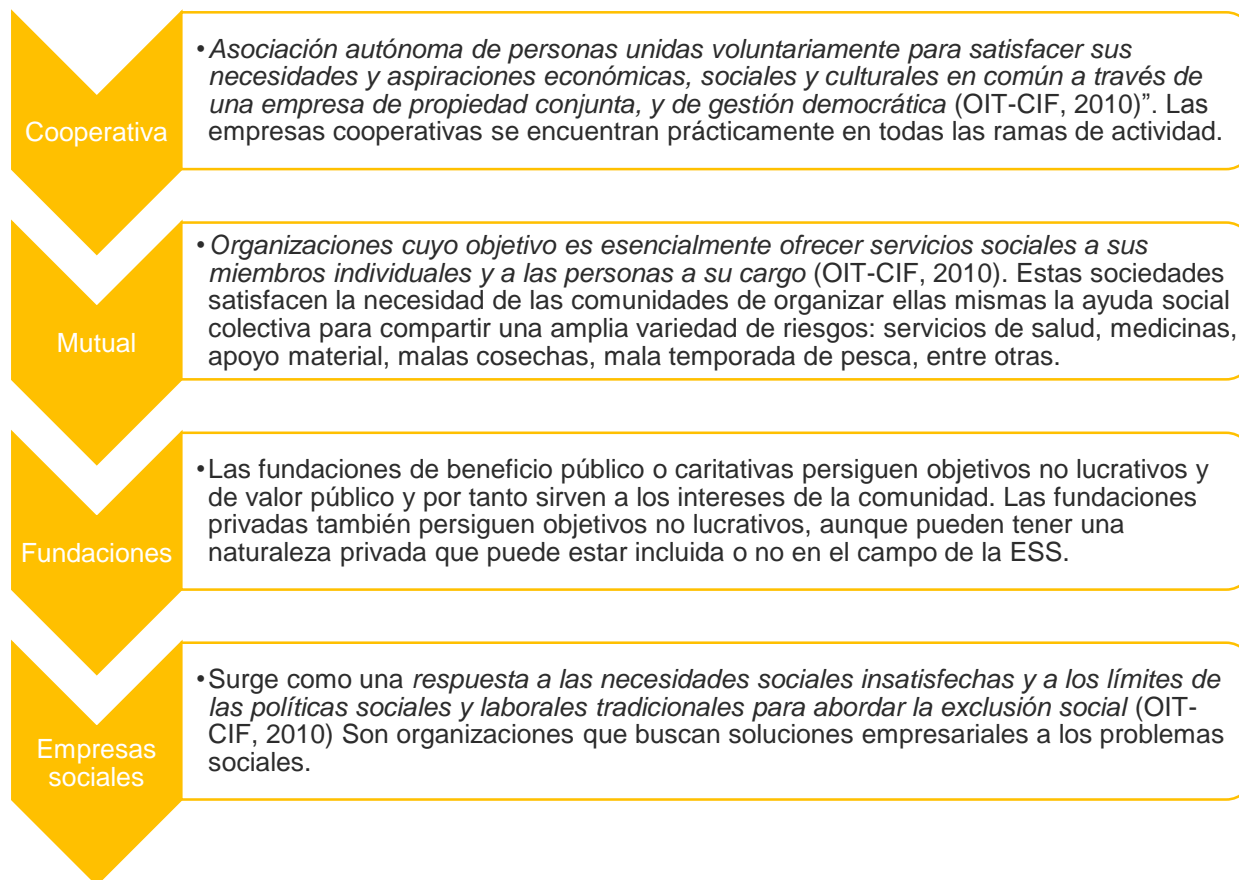 Cooperativa
•Asociación autónoma de personas unidas voluntariamente para satisfacer sus
necesidades y aspiraciones económicas, sociales y culturales en común a través de
una empresa de propiedad conjunta, y de gestión democrática (OIT-CIF, 2010)”. Las
empresas cooperativas se encuentran prácticamente en todas las ramas de actividad.
Mutual
•Organizaciones cuyo objetivo es esencialmente ofrecer servicios sociales a sus
miembros individuales y a las personas a su cargo (OIT-CIF, 2010). Estas sociedades
satisfacen la necesidad de las comunidades de organizar ellas mismas la ayuda social
colectiva para compartir una amplia variedad de riesgos: servicios de salud, medicinas,
apoyo material, malas cosechas, mala temporada de pesca, entre otras.
Fundaciones
•Las fundaciones de beneficio público o caritativas persiguen objetivos no lucrativos y
de valor público y por tanto sirven a los intereses de la comunidad. Las fundaciones
privadas también persiguen objetivos no lucrativos, aunque pueden tener una
naturaleza privada que puede estar incluida o no en el campo de la ESS.
Empresas
sociales
•Surge como una respuesta a las necesidades sociales insatisfechas y a los límites de
las políticas sociales y laborales tradicionales para abordar la exclusión social (OIT-
CIF, 2010) Son organizaciones que buscan soluciones empresariales a los problemas
sociales.